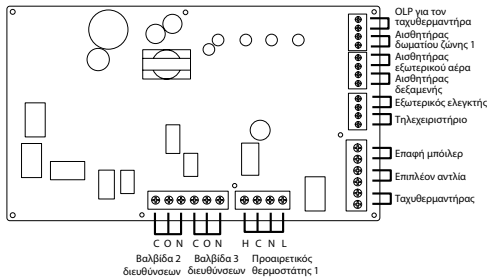 OLP για τον
ταχυθερμαντήρα
Αισθητήρας
δωματίου ζώνης 1
Αισθητήρας
εξωτερικού αέρα
Αισθητήρας
δεξαμενής
Εξωτερικός ελεγκτής
Τηλεχειριστήριο
Επαφή μπόιλερ
Επιπλέον αντλία
Ταχυθερμαντήρας
C O N C O N H C N L
Βαλβίδα 2 Βαλβίδα 3 Προαιρετικός
διευθύνσεων διευθύνσεων θερμοστάτης 1